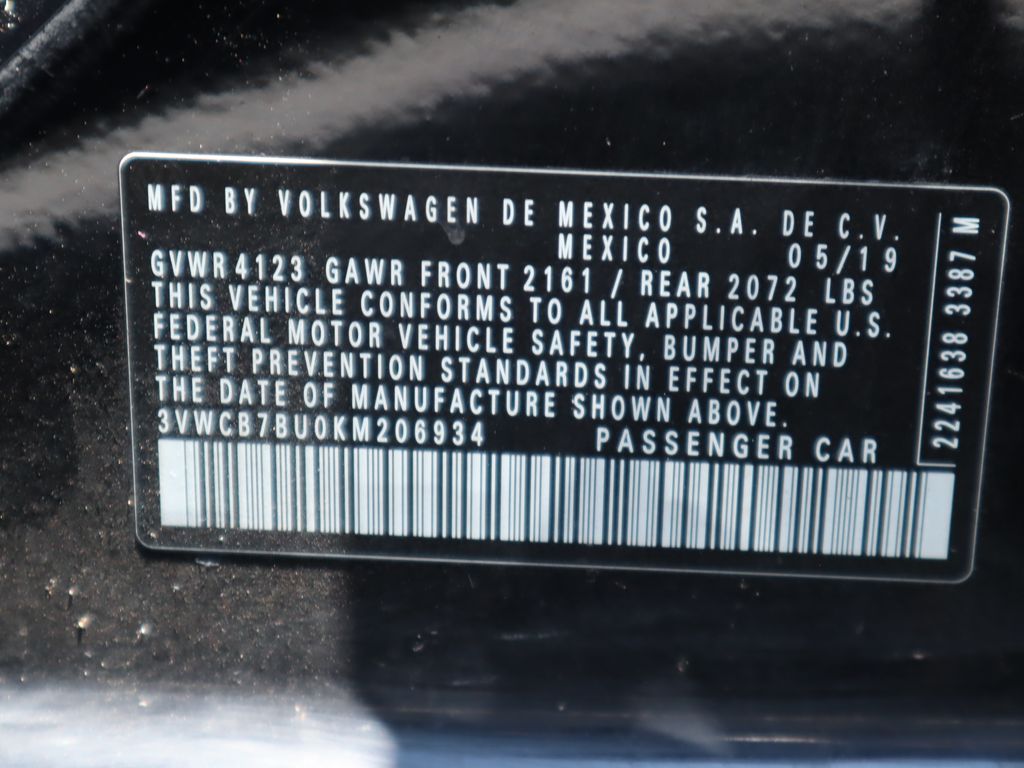 MFD BY VOLKSWAGEN DE MEXICO S.A. DE C.V.
MEXICO 05/19
GVWR 4123 GAWR FRONT 2161 / REAR 2072 LBS
THIS VEHICLE CONFORMS TO ALL APPLICABLE U.S.
FEDERAL MOTOR VEHICLE SAFETY, BUMPER AND
THEFT PREVENTION STANDARDS IN EFFECT ON
THE DATE OF MANUFACTURE SHOWN ABOVE.
3VWCB7BU0KM206934 PASSENGER CAR
2241638 3387 M